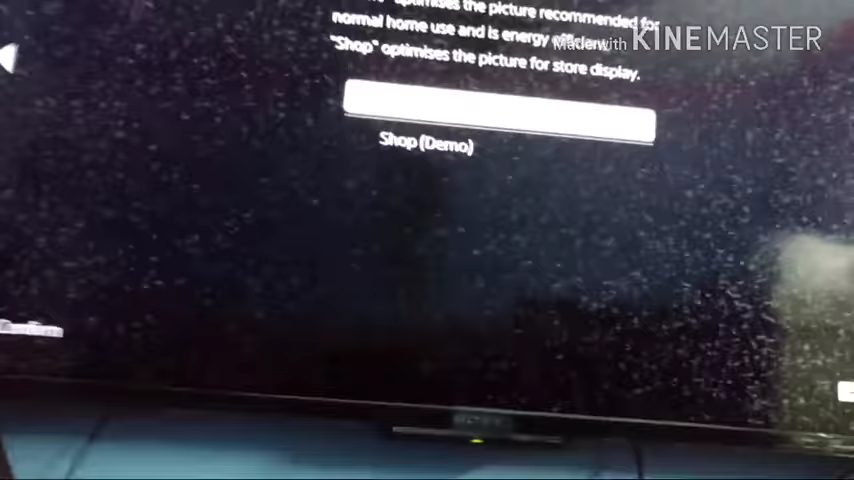 optimises the picture recommended for
normal home use and is energy efficient.
"Shop" optimises the picture for store display.
Made with KINEMASTER
Shop (Demo)
SONY